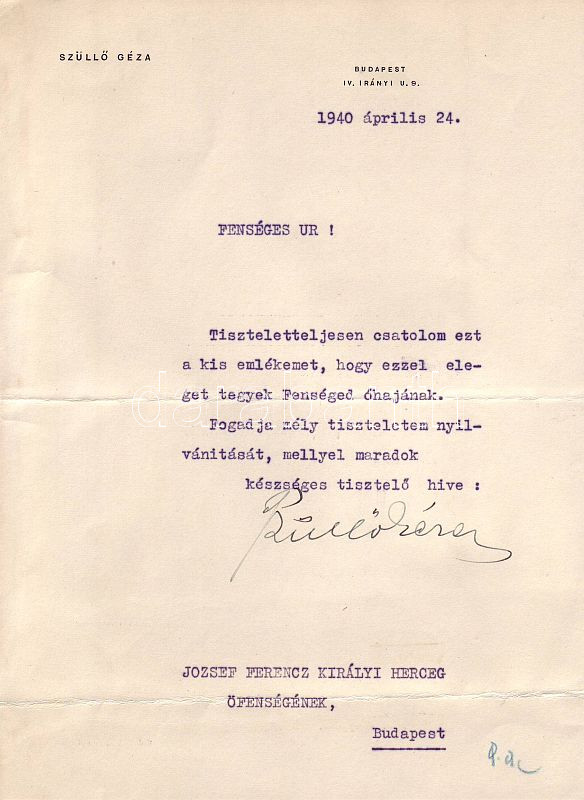 SZÜLLŐ GÉZA
BUDAPEST
IV. IRÁNYI U. 9.
1940 április 24.
FENSÉGES UR !
Tiszteletteljesen csatolom ezt
a kis emlékemet, hogy ezzel ele-
get tegyek Fenséged óhajának.
Fogadja mély tiszteletem nyil-
vánitását, mellyel maradok
készséges tisztelő hive :
Szüllő Géza
JOZSEF FERENCZ KIRÁLYI HERCEG
ŐFENSÉGÉNEK,
Budapest